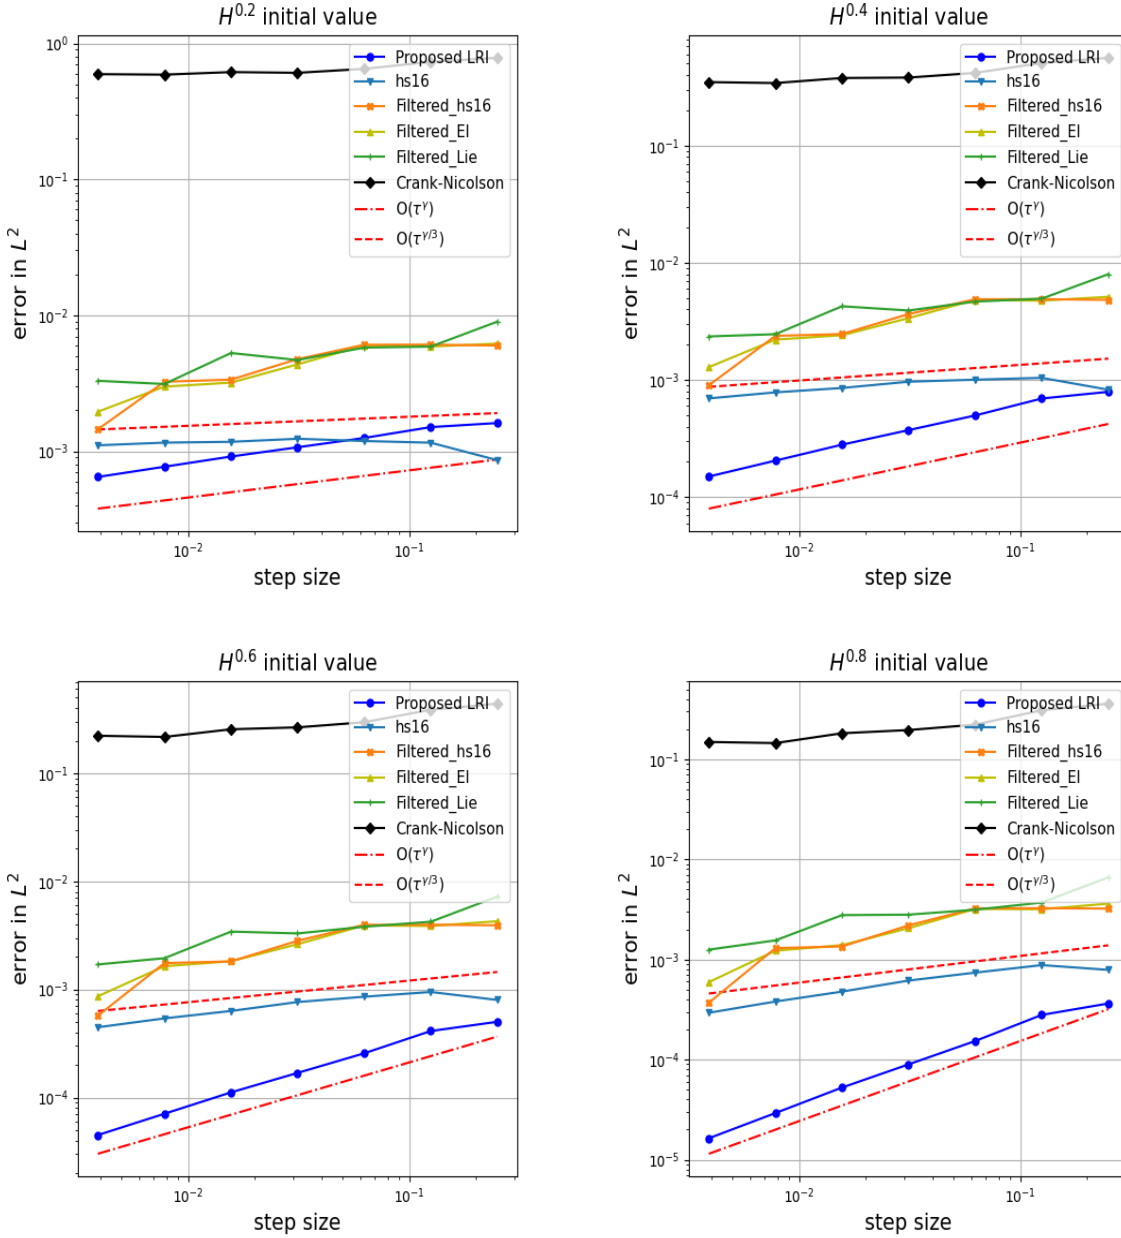 H^0.2 initial value
10^0
10^-1
10^-2
10^-3
error in L^2
10^-2
10^-1
step size
Proposed LRI
hs16
Filtered_hs16
Filtered_EI
Filtered_Lie
Crank-Nicolson
O(τ^γ)
O(τ^γ/3)
H^0.4 initial value
10^-1
10^-2
10^-3
10^-4
error in L^2
10^-2
10^-1
step size
Proposed LRI
hs16
Filtered_hs16
Filtered_EI
Filtered_Lie
Crank-Nicolson
O(τ^γ)
O(τ^γ/3)
H^0.6 initial value
10^-1
10^-2
10^-3
10^-4
error in L^2
10^-2
10^-1
step size
Proposed LRI
hs16
Filtered_hs16
Filtered_EI
Filtered_Lie
Crank-Nicolson
O(τ^γ)
O(τ^γ/3)
H^0.8 initial value
10^-1
10^-2
10^-3
10^-4
10^-5
error in L^2
10^-2
10^-1
step size
Proposed LRI
hs16
Filtered_hs16
Filtered_EI
Filtered_Lie
Crank-Nicolson
O(τ^γ)
O(τ^γ/3)